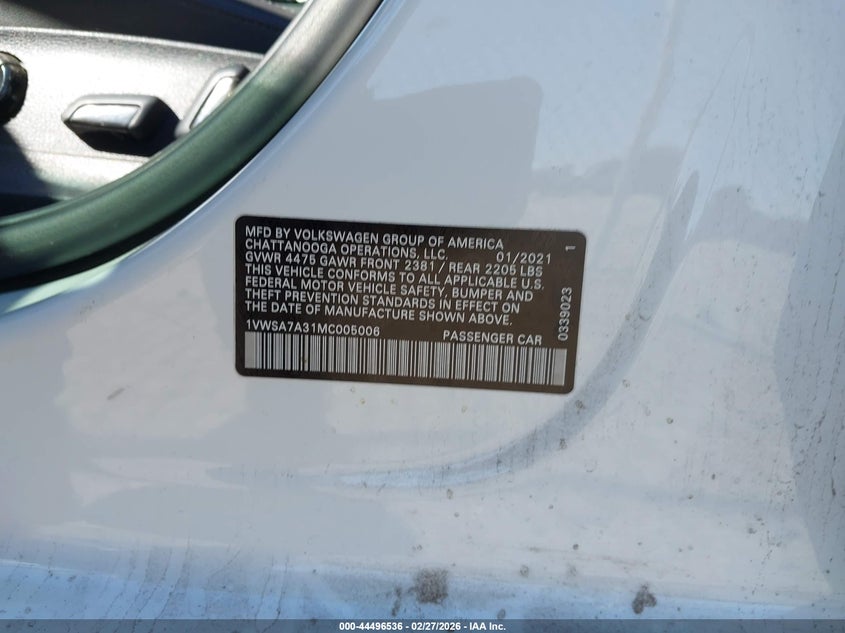 MFD BY VOLKSWAGEN GROUP OF AMERICA
CHATTANOOGA OPERATIONS, LLC. 01/2021 1
GVWR 4475 GAWR FRONT 2381 / REAR 2205 LBS
THIS VEHICLE CONFORMS TO ALL APPLICABLE U.S.
FEDERAL MOTOR VEHICLE SAFETY, BUMPER AND
THEFT PREVENTION STANDARDS IN EFFECT ON
THE DATE OF MANUFACTURE SHOWN ABOVE.
1VWSA7A31MC005006 PASSENGER CAR
0339023
000-44496536 - 02/27/2026 - IAA Inc.